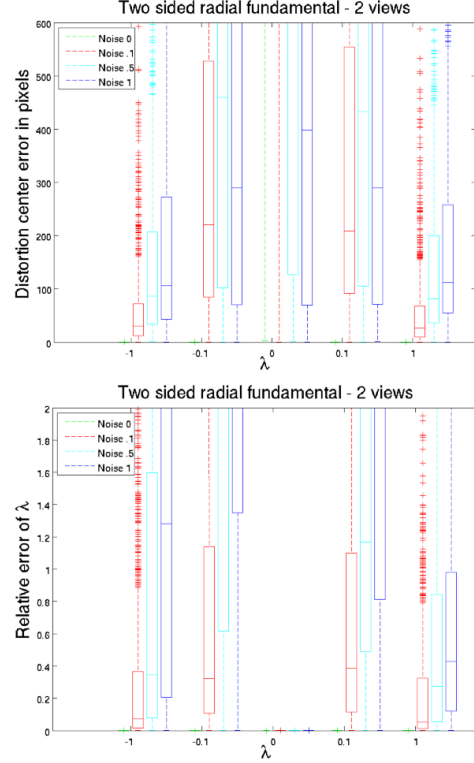 Two sided radial fundamental - 2 views
Distortion center error in pixels
600
500
400
300
200
100
0
Noise 0
Noise .1
Noise .5
Noise 1
-1 -0.1 0 0.1 1
λ
Two sided radial fundamental - 2 views
Relative error of λ
2
1.8
1.6
1.4
1.2
1
0.8
0.6
0.4
0.2
0
Noise 0
Noise .1
Noise .5
Noise 1
-1 -0.1 0 0.1 1
λ